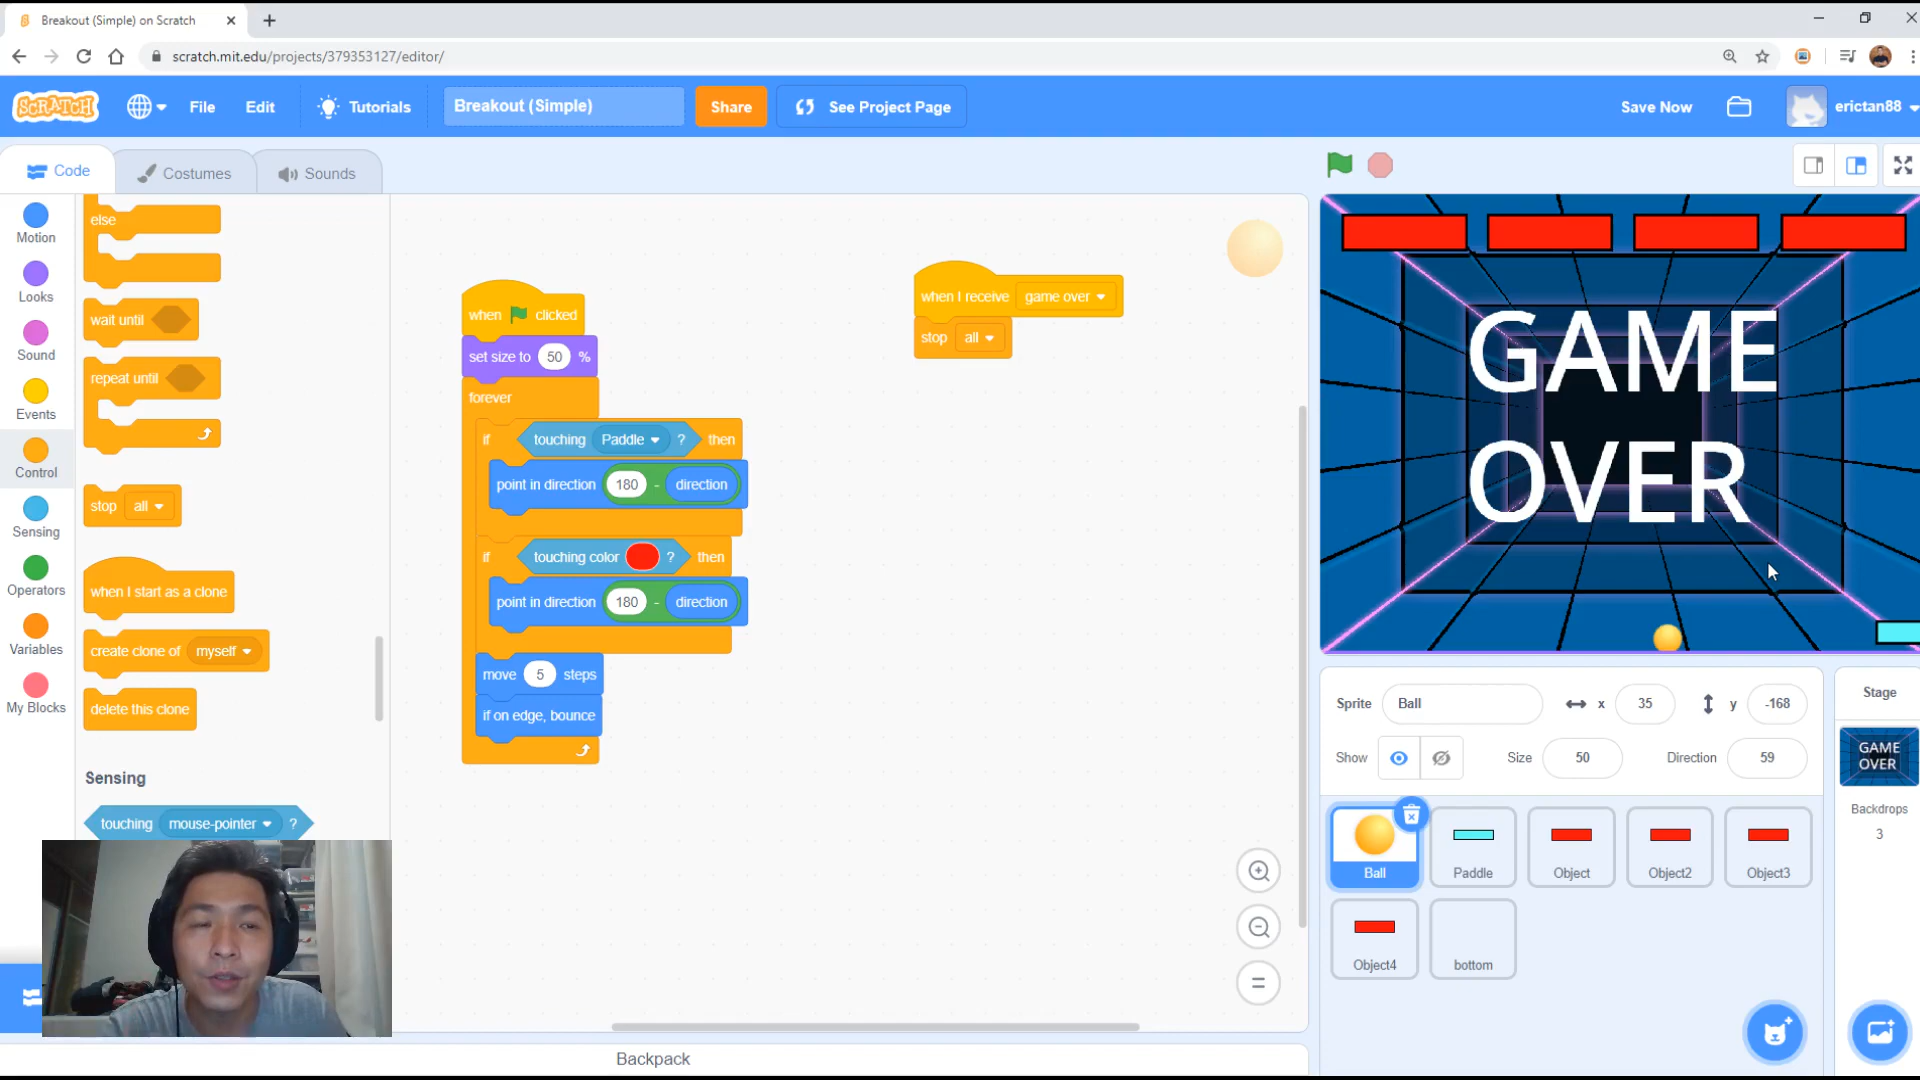 Breakout (Simple) on Scratch
scratch.mit.edu/projects/379353127/editor/
SCRATCH
File
Edit
Tutorials
Breakout (Simple)
Share
See Project Page
Save Now
erictan88
Code
Costumes
Sounds
Motion
Looks
Sound
Events
Control
Sensing
Operators
Variables
My Blocks
else
wait until
repeat until
stop all
when I start as a clone
create clone of myself
delete this clone
Sensing
touching mouse-pointer ?
when clicked
set size to 50 %
forever
if touching Paddle ? then
point in direction 180 - direction
if touching color ? then
point in direction 180 - direction
move 5 steps
if on edge, bounce
when I receive game over
stop all
GAME
OVER
Sprite Ball x 35 y -168
Show Size 50 Direction 59
Ball
Paddle
Object
Object2
Object3
Object4
bottom
Stage
GAME
OVER
Backdrops
3
Backpack